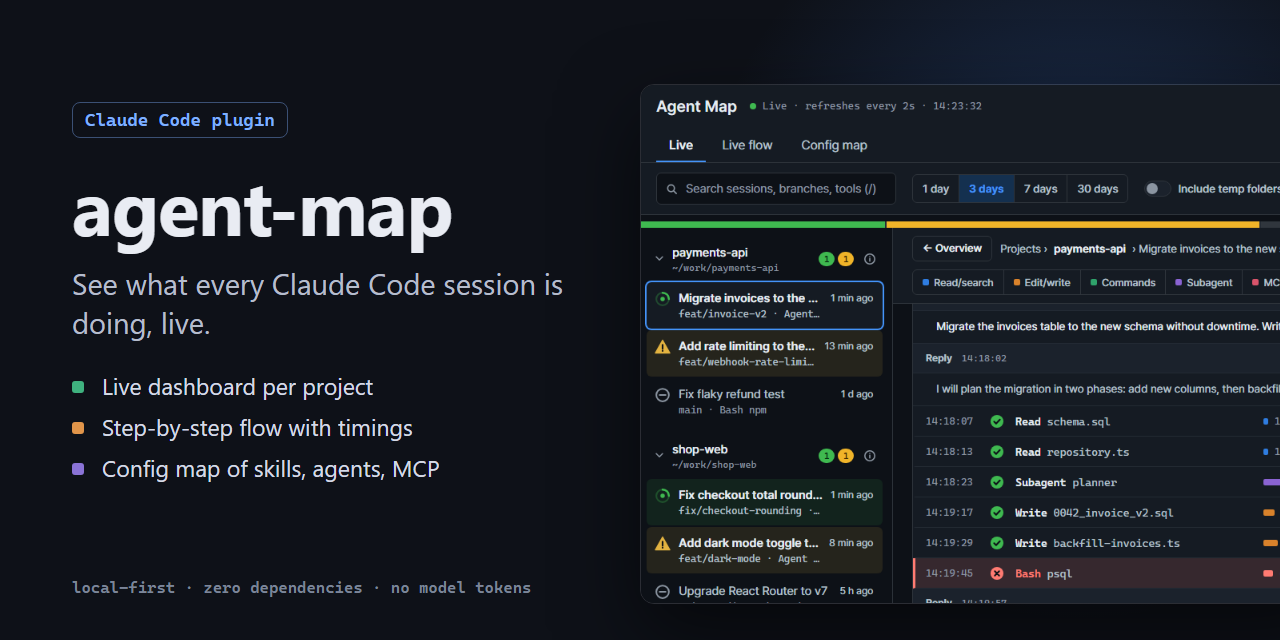 Claude Code plugin
agent-map
See what every Claude Code session is
doing, live.
Live dashboard per project
Step-by-step flow with timings
Config map of skills, agents, MCP
local-first · zero dependencies · no model tokens
Agent Map
Live · refreshes every 2s · 14:23:32
Live
Live flow
Config map
Search sessions, branches, tools (/)
1 day
3 days
7 days
30 days
Include temp folders
payments-api
1
1
~/work/payments-api
Migrate invoices to the ...
1 min ago
feat/invoice-v2 · Agent…
Add rate limiting to the...
13 min ago
feat/webhook-rate-limi…
Fix flaky refund test
1 d ago
main · Bash npm
shop-web
1
1
~/work/shop-web
Fix checkout total round...
1 min ago
fix/checkout-rounding ·…
Add dark mode toggle t...
8 min ago
feat/dark-mode · Agent …
Upgrade React Router to v7
5 h ago
← Overview
Projects › payments-api › Migrate invoices to the new
Read/search
Edit/write
Commands
Subagent
MC
Migrate the invoices table to the new schema without downtime. Writ
Reply 14:18:02
I will plan the migration in two phases: add new columns, then backfil
14:18:07 Read schema.sql
14:18:13 Read repository.ts
14:18:23 Subagent planner
14:19:17 Write 0042_invoice_v2.sql
14:19:29 Write backfill-invoices.ts
14:19:45 Bash psql
Reply 14:19:57